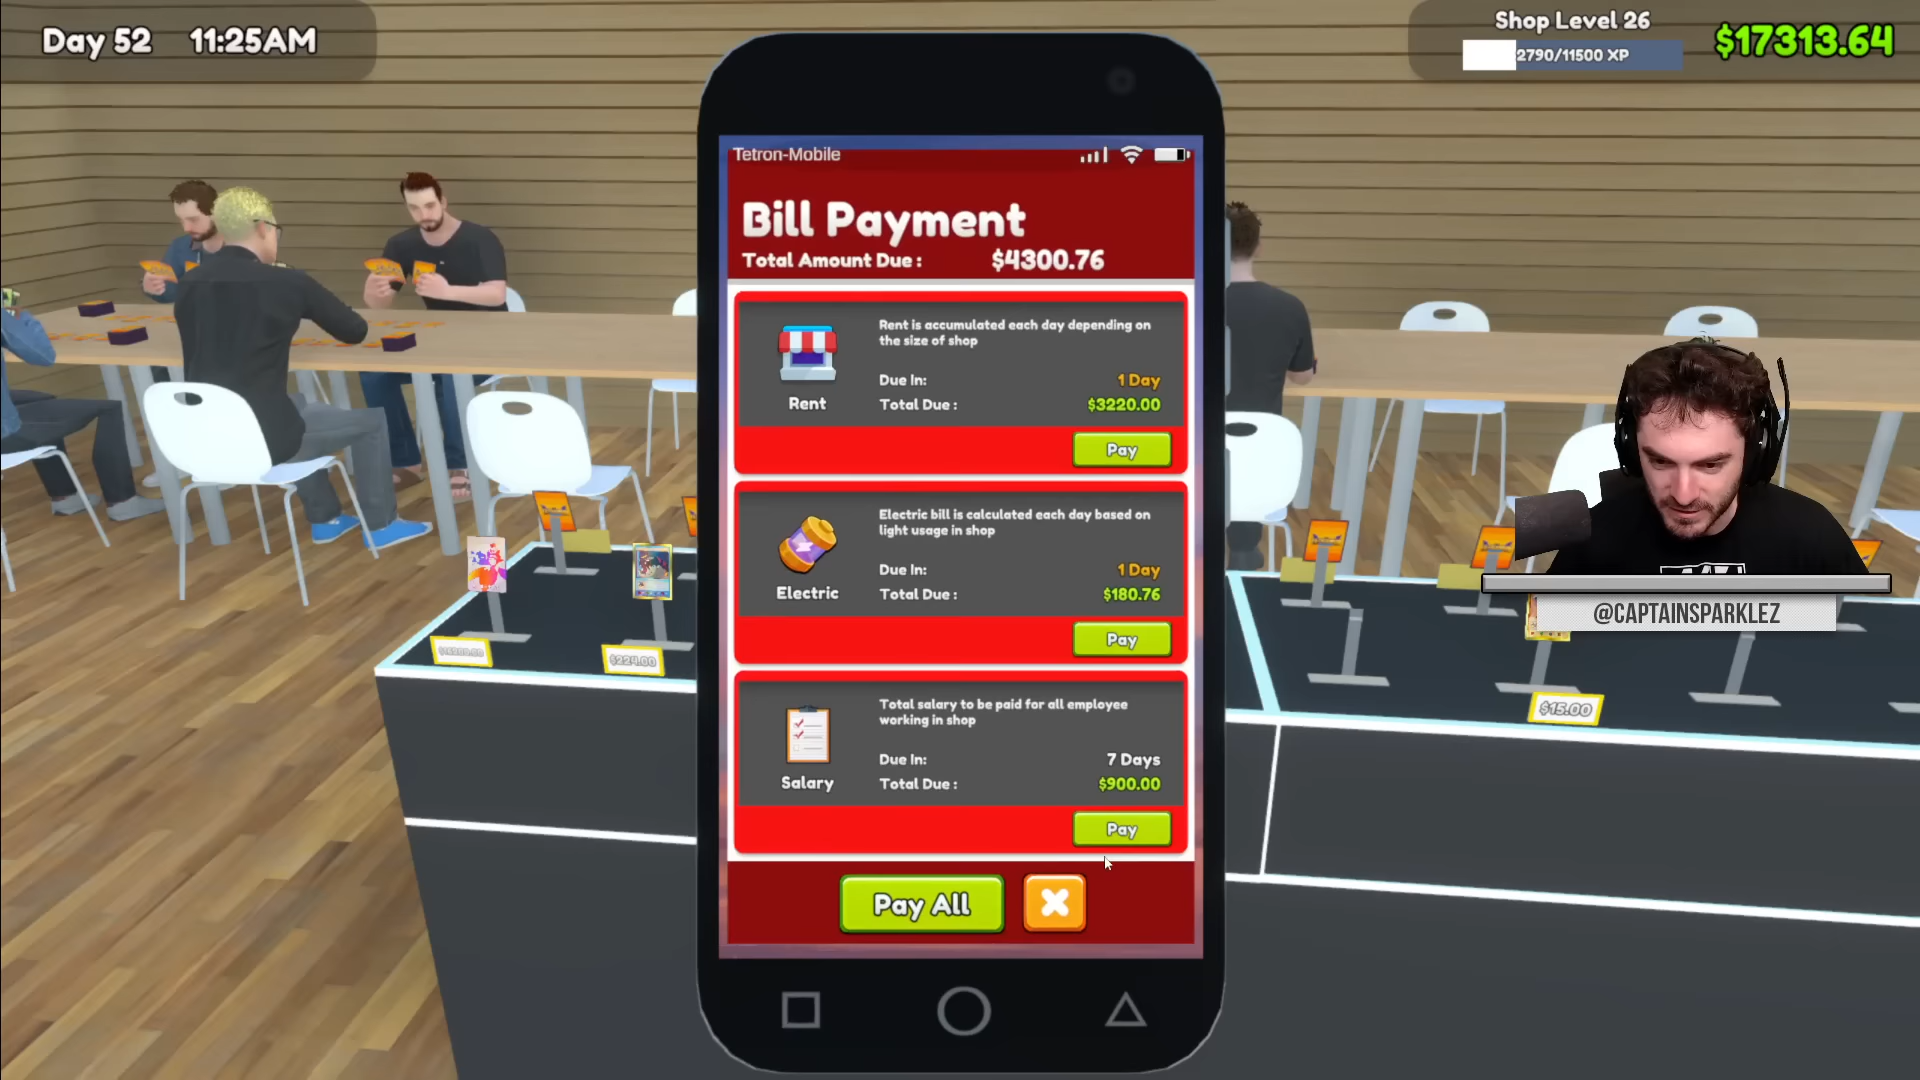 Day 52 11:25AM
Shop Level 26
2790/11500 XP
$17313.64
Tetron-Mobile
Bill Payment
Total Amount Due : $4300.76
Rent is accumulated each day depending on
the size of shop
Due In: 1 Day
Total Due : $3220.00
Rent
Pay
Electric bill is calculated each day based on
light usage in shop
Due In: 1 Day
Total Due : $180.76
Electric
Pay
Total salary to be paid for all employee
working in shop
Due In: 7 Days
Total Due : $900.00
Salary
Pay
Pay All
@CAPTAINSPARKLEZ
$224.00
$15.00